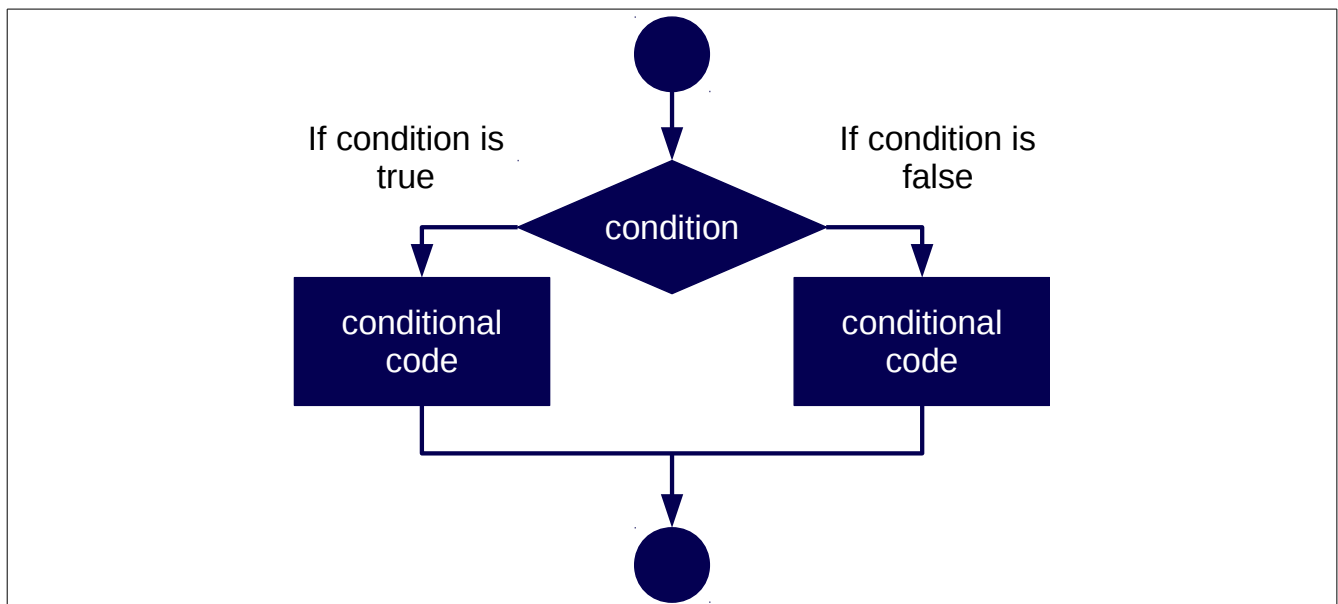 If condition is
true
If condition is
false
condition
conditional
code
conditional
code